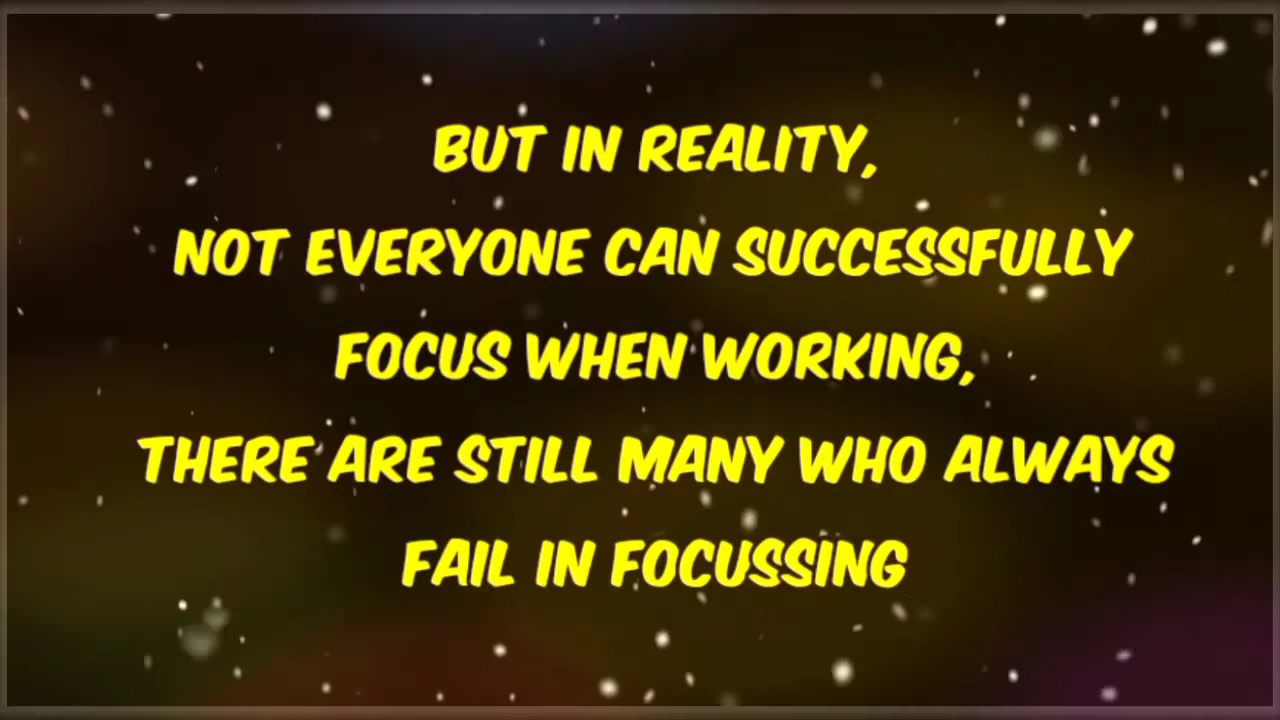 BUT IN REALITY,
NOT EVERYONE CAN SUCCESSFULLY
FOCUS WHEN WORKING,
THERE ARE STILL MANY WHO ALWAYS
FAIL IN FOCUSSING